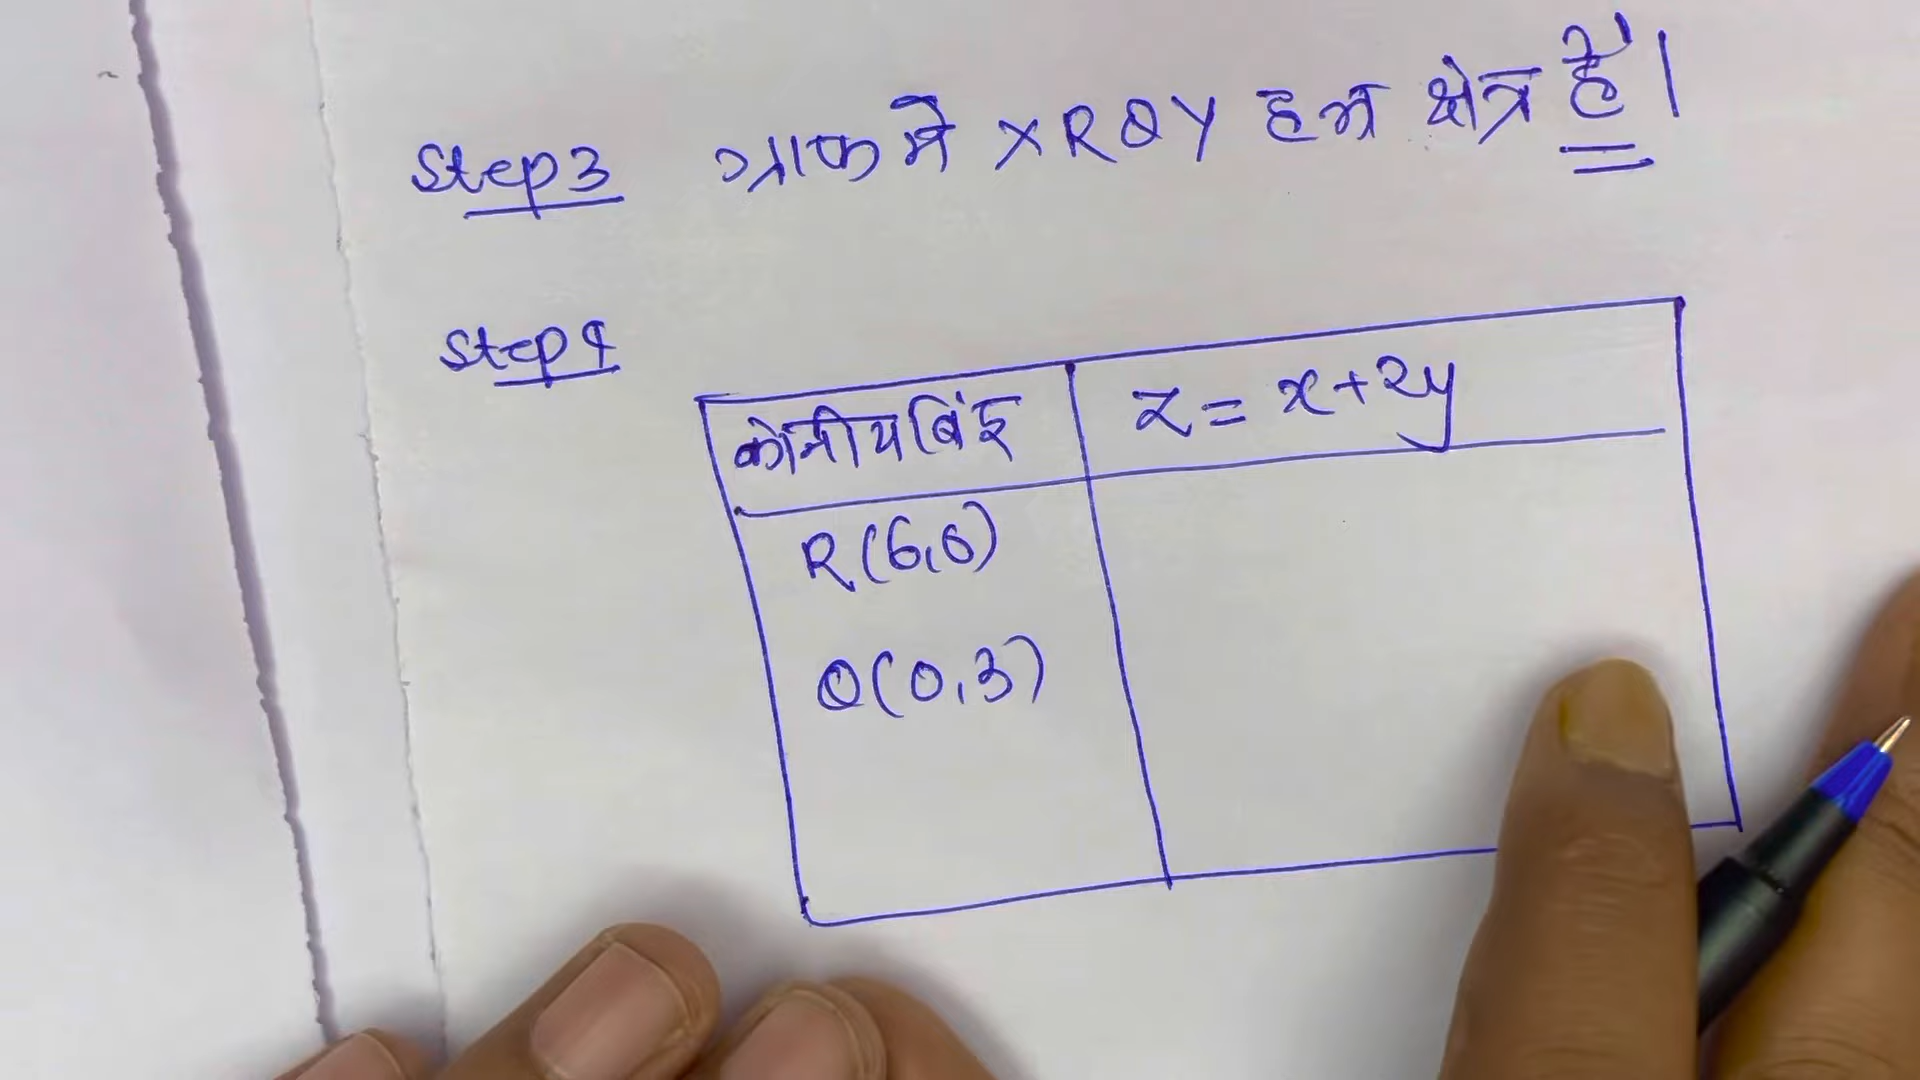 Step3 ग्राफ मे XRQY हल क्षेत्र है।
Step4
कोनीय बिंदु Z = x+2y
R(6,0)
Q(0,3)